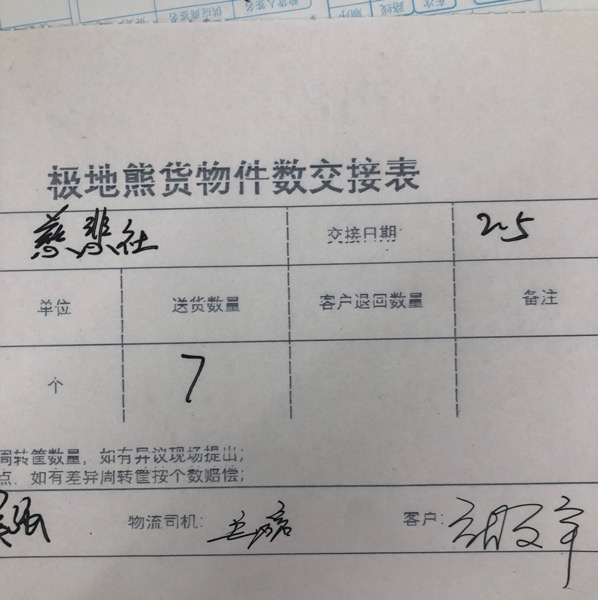 极地熊货物件数交接表
慈悲社 交接日期: 2-5
单位 送货数量 客户退回数量 备注
个 7
周转筐数量，如有异议现场提出;
点，如有差异周转筐按个数赔偿;
物流司机: 客户: